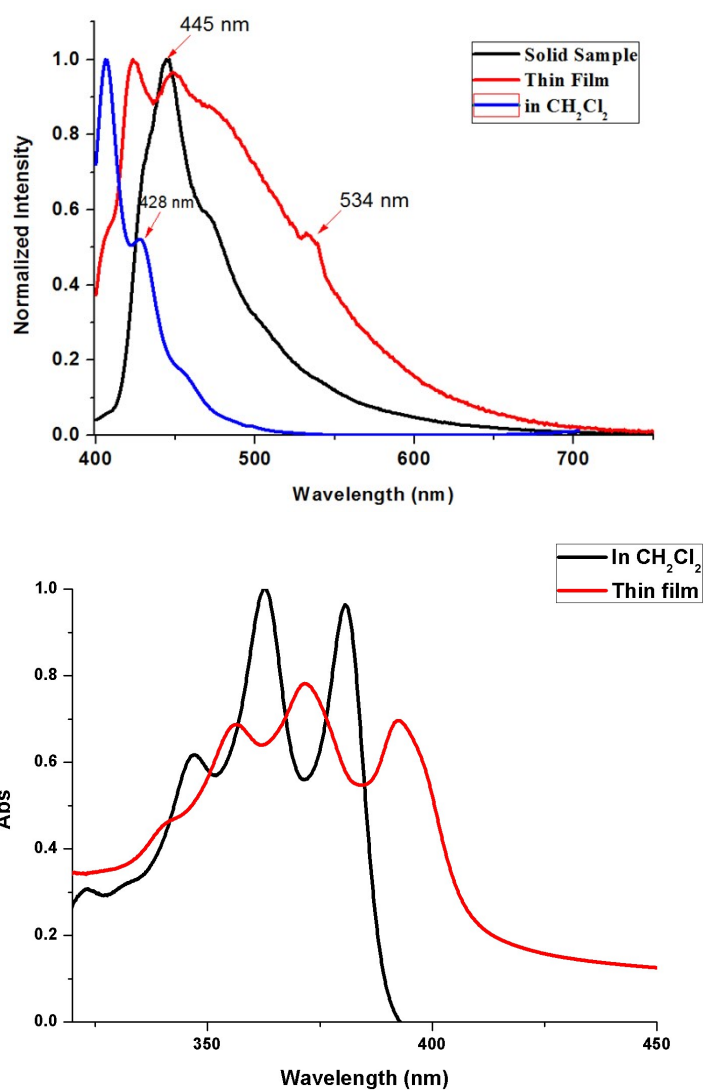 445 nm
Solid Sample
Thin Film
in CH₂Cl₂
1.0
0.8
0.6
0.4
0.2
0.0
Normalized Intensity
428 nm
534 nm
400 500 600 700
Wavelength (nm)
In CH₂Cl₂
Thin film
1.0
0.8
0.6
0.4
0.2
0.0
Abs
350 400 450
Wavelength (nm)